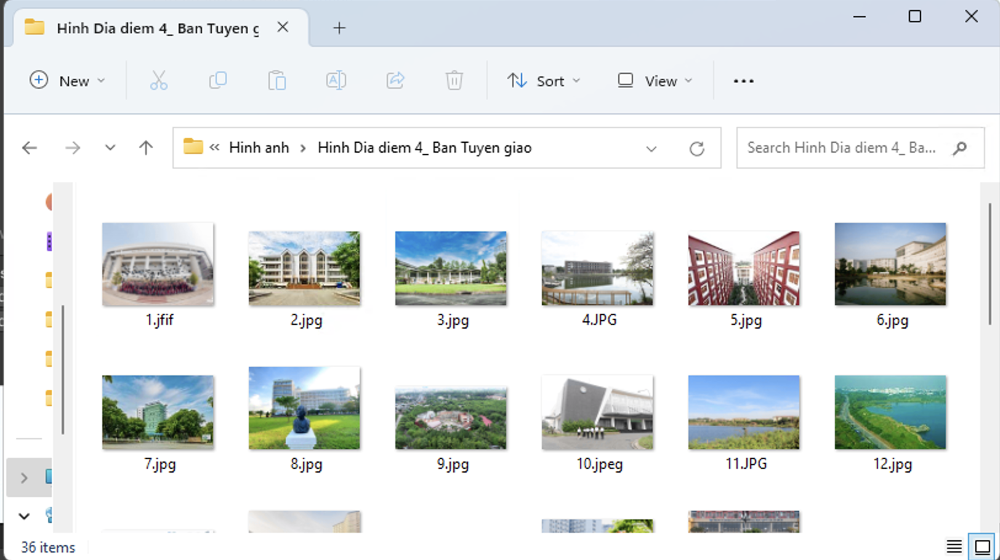 Hinh Dia diem 4_ Ban Tuyen g
New
Sort
View
Hinh anh > Hinh Dia diem 4_ Ban Tuyen giao
Search Hinh Dia diem 4_ Ba...
1.jfif
2.jpg
3.jpg
4.JPG
5.jpg
6.jpg
7.jpg
8.jpg
9.jpg
10.jpeg
11.JPG
12.jpg
36 items